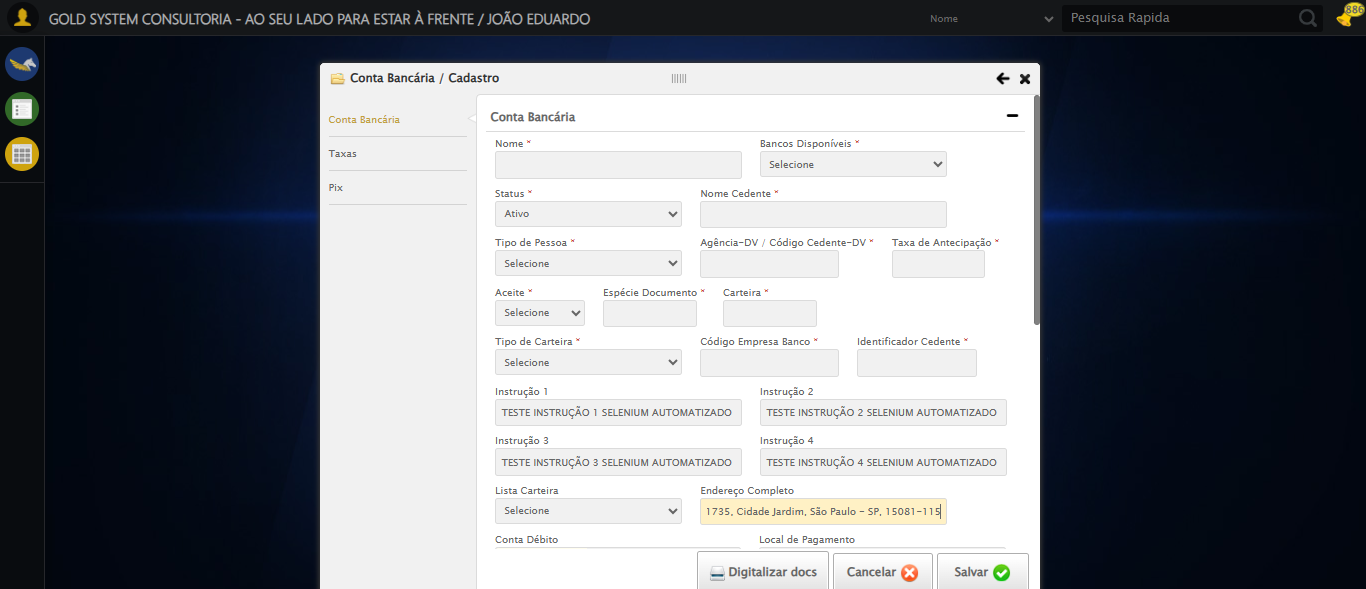 GOLD SYSTEM CONSULTORIA - AO SEU LADO PARA ESTAR À FRENTE / JOÃO EDUARDO
Nome
Pesquisa Rapida
886
Conta Bancária / Cadastro
Conta Bancária
Taxas
Pix
Conta Bancária
Nome *
Bancos Disponíveis *
Selecione
Status *
Nome Cedente *
Ativo
Tipo de Pessoa *
Agência-DV / Código Cedente-DV *
Taxa de Antecipação *
Selecione
Aceite *
Espécie Documento *
Carteira *
Selecione
Tipo de Carteira *
Código Empresa Banco *
Identificador Cedente *
Selecione
Instrução 1
Instrução 2
TESTE INSTRUÇÃO 1 SELENIUM AUTOMATIZADO
TESTE INSTRUÇÃO 2 SELENIUM AUTOMATIZADO
Instrução 3
Instrução 4
TESTE INSTRUÇÃO 3 SELENIUM AUTOMATIZADO
TESTE INSTRUÇÃO 4 SELENIUM AUTOMATIZADO
Lista Carteira
Endereço Completo
Selecione
1735, Cidade Jardim, São Paulo - SP, 15081-115
Conta Débito
Local de Pagamento
Digitalizar docs
Cancelar
Salvar